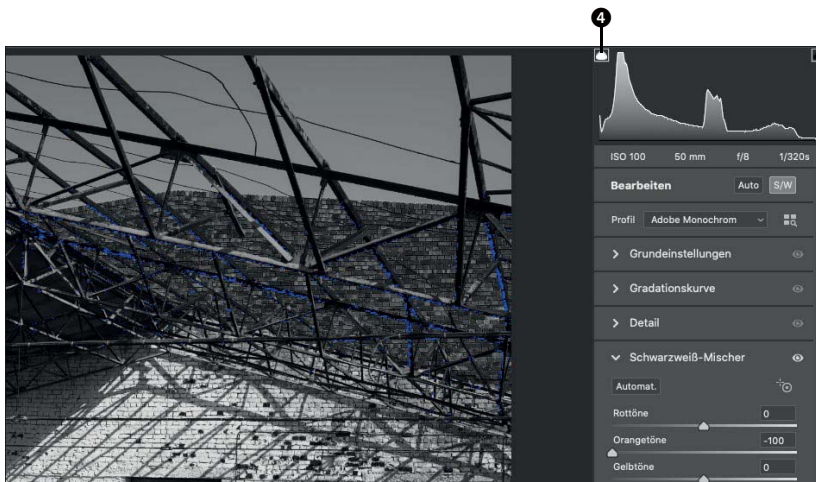 4
ISO 100 50 mm f/8 1/320s
Bearbeiten Auto S/W
Profil Adobe Monochrom
Grundeinstellungen
Gradationskurve
Detail
Schwarzweiß-Mischer
Automat.
Rottöne 0
Orangetöne -100
Gelbtöne 0